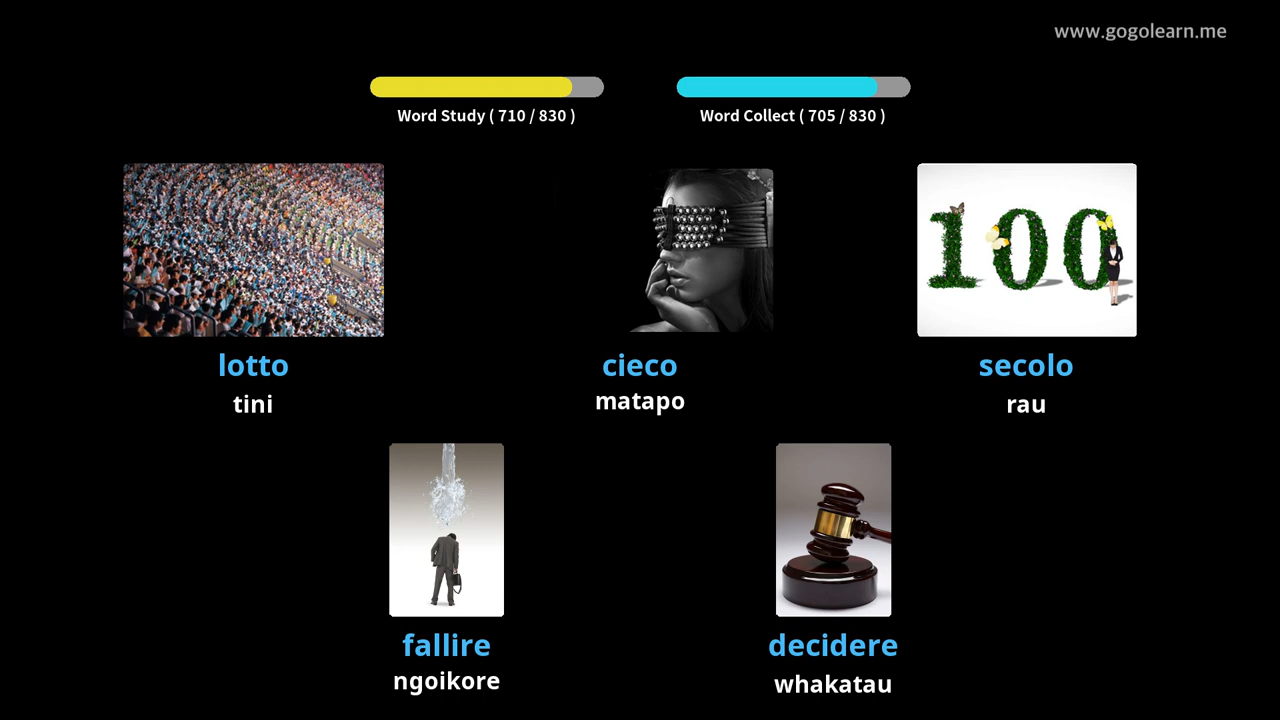 www.gogolearn.me
Word Study ( 710 / 830 )
Word Collect ( 705 / 830 )
lotto
tini
cieco
matapo
secolo
rau
fallire
ngoikore
decidere
whakatau